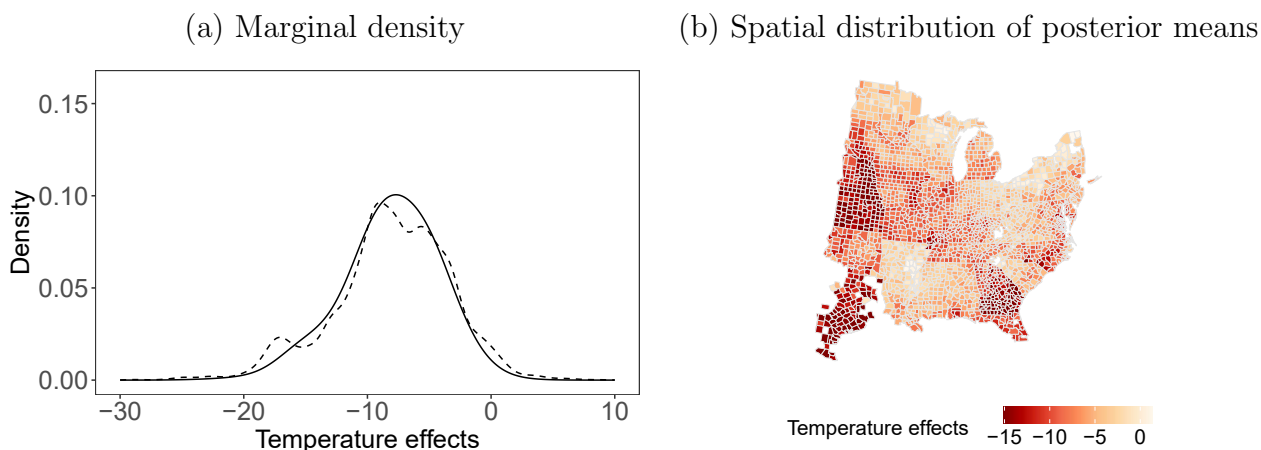 (a) Marginal density
0.15
0.10
0.05
0.00
Density
−30 −20 −10 0 10
Temperature effects
(b) Spatial distribution of posterior means
Temperature effects
−15 −10 −5 0